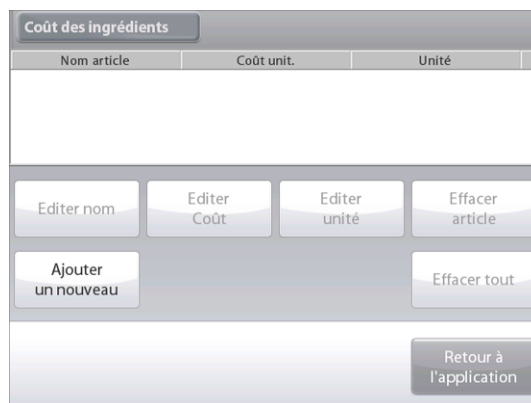 Coût des ingrédients
Nom article Coût unit. Unité
Editer nom
Editer
Coût
Editer
unité
Effacer
article
Ajouter
un nouveau
Effacer tout
Retour à
l'application